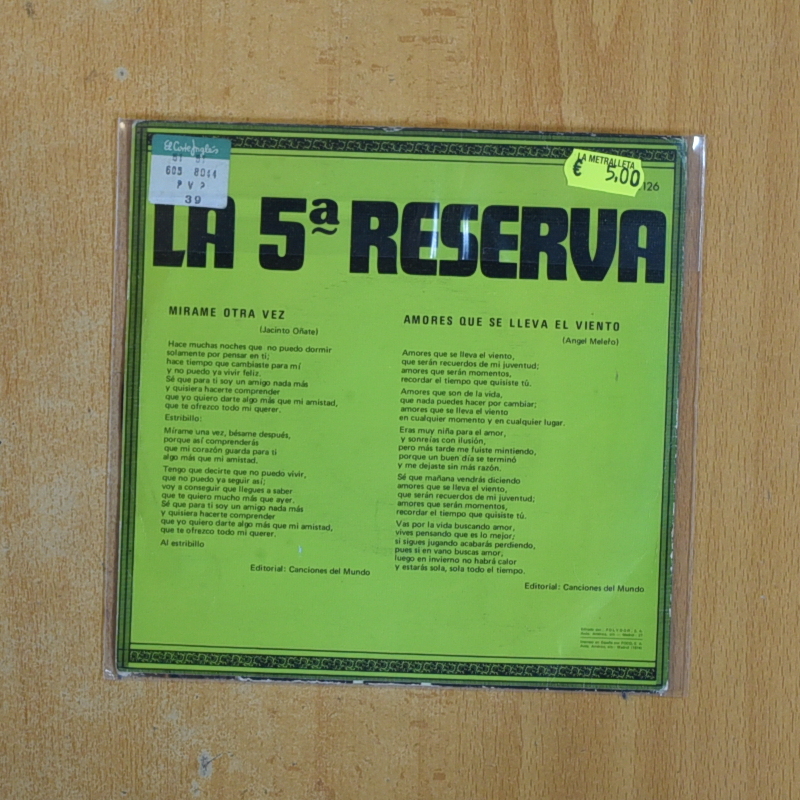 El Corte Inglés
603 8044
P V P
39
LA METRALLETA
€ 5,00
126
LA 5ª RESERVA
MIRAME OTRA VEZ
(Jacinto Oñate)
Hace muchas noches que no puedo dormir
solamente por pensar en ti;
hace tiempo que cambiaste para mí
y no puedo ya vivir feliz.
Sé que para ti soy un amigo nada más
y quisiera hacerte comprender
que yo quiero darte algo más que mi amistad,
que te ofrezco todo mi querer.
Estribillo:
Mírame una vez, bésame después,
porque así comprenderás
que mi corazón guarda para ti
algo más que mi amistad.
Tengo que decirte que no puedo vivir,
que no puedo ya seguir así;
voy a conseguir que llegues a saber
que te quiero mucho más que ayer.
Sé que para ti soy un amigo nada más
y quisiera hacerte comprender
que yo quiero darte algo más que mi amistad,
que te ofrezco todo mi querer.
Al estribillo
Editorial: Canciones del Mundo
AMORES QUE SE LLEVA EL VIENTO
(Angel Melefo)
Amores que se lleva el viento,
que serán recuerdos de mi juventud;
amores que serán momentos,
recordar el tiempo que quisiste tú.
Amores que son de la vida,
que nada puedes hacer por cambiar;
amores que se lleva el viento
en cualquier momento y en cualquier lugar.
Eras muy niña para el amor,
y sonreías con ilusión,
pero más tarde me fuiste mintiendo,
porque un buen día se terminó
y me dejaste sin más razón.
Sé que mañana vendrás diciendo
amores que se lleva el viento,
que serán recuerdos de mi juventud;
amores que serán momentos,
recordar el tiempo que quisiste tú.
Vas por la vida buscando amor,
vives pensando que es lo mejor;
si sigues jugando acabarás perdiendo,
pues si en vano buscas amor,
luego en invierno no habrá calor
y estarás sola, sola todo el tiempo.
Editorial: Canciones del Mundo